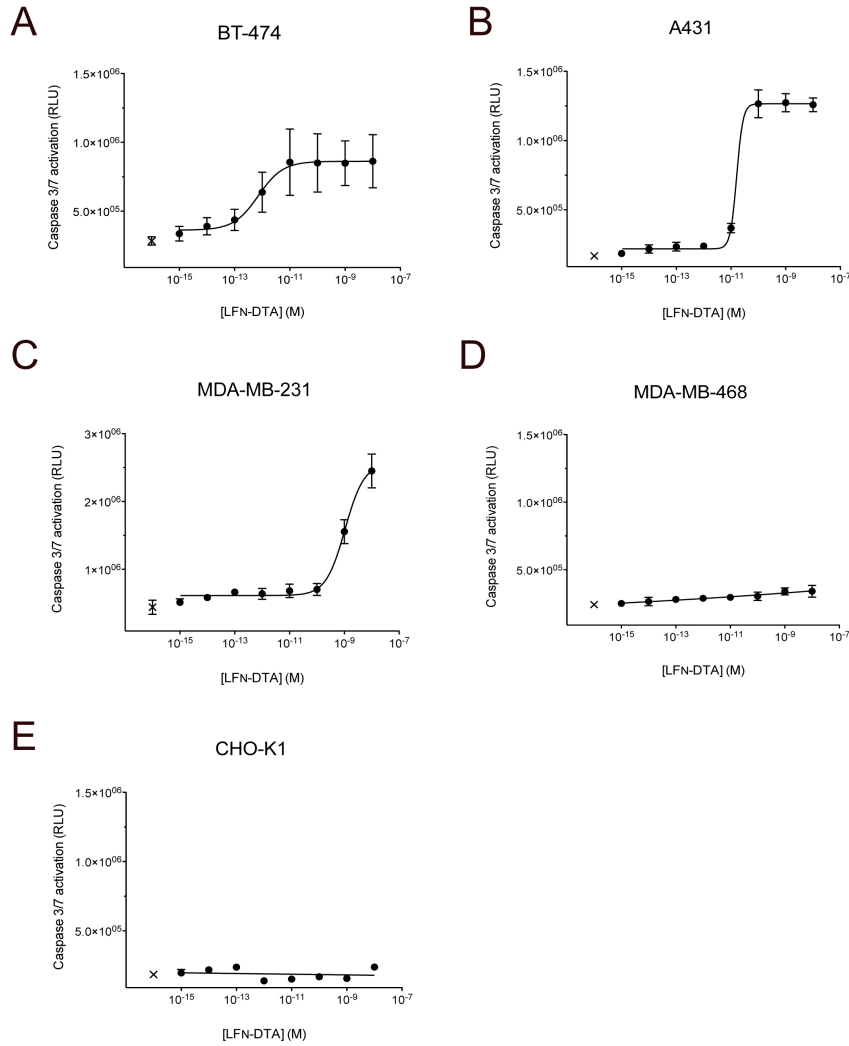 A
BT-474
Caspase 3/7 activation (RLU)
1.5×10⁰⁶
1.0×10⁰⁶
5.0×10⁰⁵
10⁻¹⁵ 10⁻¹³ 10⁻¹¹ 10⁻⁹ 10⁻⁷
[LFN-DTA] (M)
B
A431
Caspase 3/7 activation (RLU)
1.5×10⁰⁶
1.0×10⁰⁶
5.0×10⁰⁵
10⁻¹⁵ 10⁻¹³ 10⁻¹¹ 10⁻⁹ 10⁻⁷
[LFN-DTA] (M)
C
MDA-MB-231
Caspase 3/7 activation (RLU)
3×10⁰⁶
2×10⁰⁶
1×10⁰⁶
10⁻¹⁵ 10⁻¹³ 10⁻¹¹ 10⁻⁹ 10⁻⁷
[LFN-DTA] (M)
D
MDA-MB-468
Caspase 3/7 activation (RLU)
1.5×10⁰⁶
1.0×10⁰⁶
5.0×10⁰⁵
10⁻¹⁵ 10⁻¹³ 10⁻¹¹ 10⁻⁹ 10⁻⁷
[LFN-DTA] (M)
E
CHO-K1
Caspase 3/7 activation (RLU)
1.5×10⁰⁶
1.0×10⁰⁶
5.0×10⁰⁵
10⁻¹⁵ 10⁻¹³ 10⁻¹¹ 10⁻⁹ 10⁻⁷
[LFN-DTA] (M)